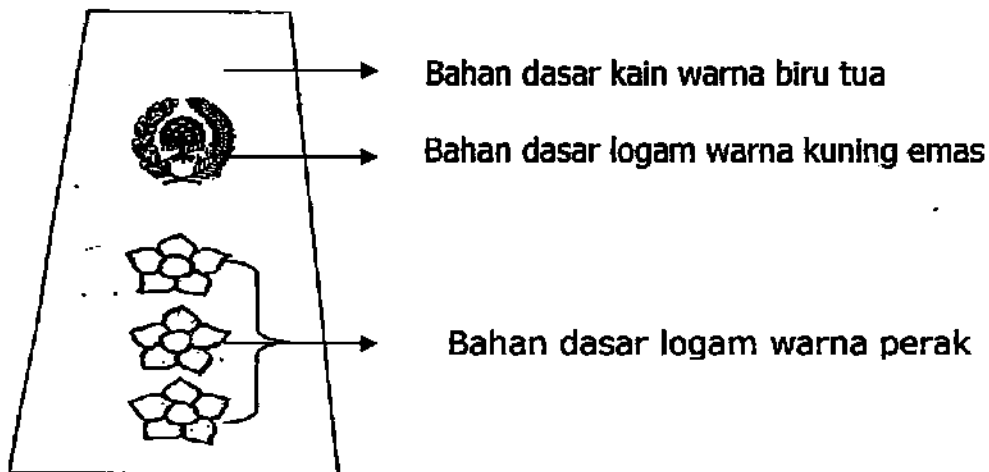 Bahan dasar kain warna biru tua
Bahan dasar logam warna kuning emas
Bahan dasar logam warna perak